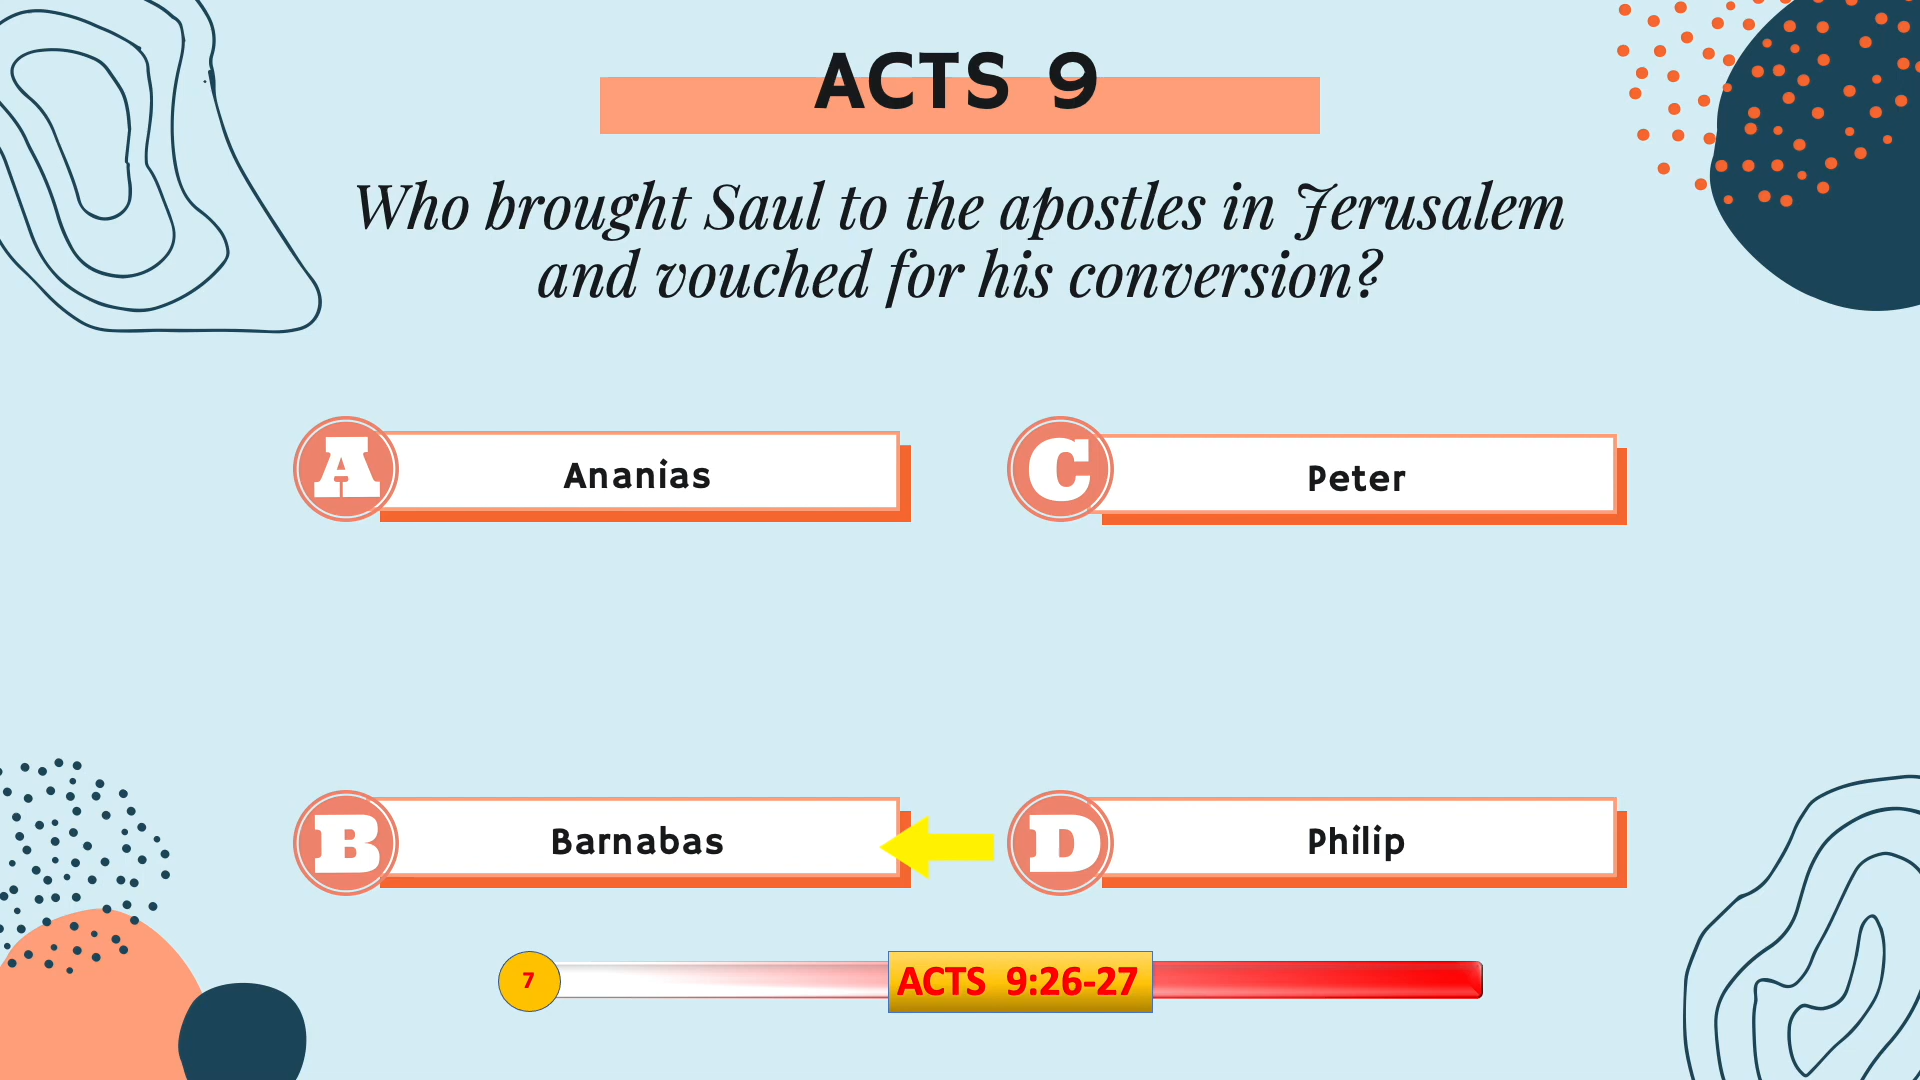 ACTS 9
Who brought Saul to the apostles in Jerusalem
and vouched for his conversion?
A
Ananias
C
Peter
B
Barnabas
D
Philip
7
ACTS 9:26-27